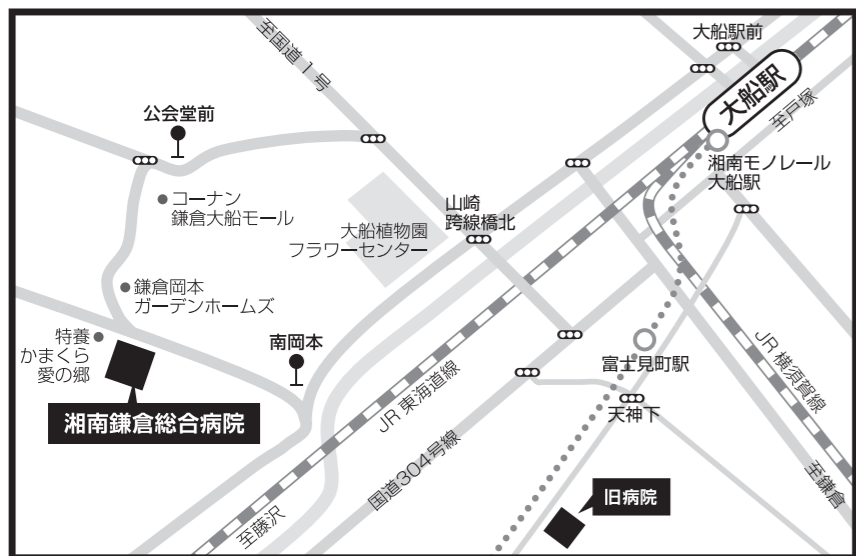 大船駅前
至国道1号
大船駅
至戸塚
公会堂前
湘南モノレール
大船駅
コーナン
鎌倉大船モール
山崎
跨線橋北
大船植物園
フラワーセンター
鎌倉岡本
ガーデンホームズ
特養
かまくら
愛の郷
南岡本
富士見町駅
JR横須賀線
JR東海道線
湘南鎌倉総合病院
天神下
国道304号線
至鎌倉
旧病院
至藤沢